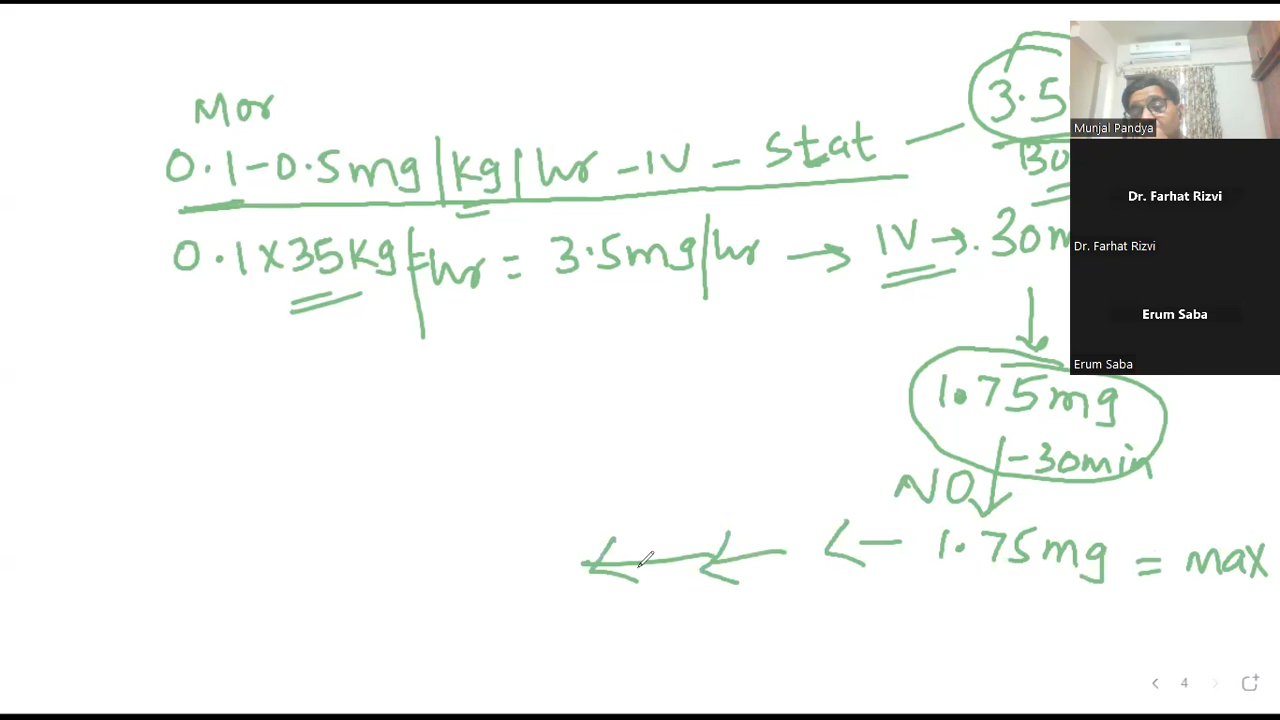 Mor
3.5
0.1-0.5mg/kg/hr -IV - stat
30
0.1x35kg/hr = 3.5mg/hr → IV → 30m
1.75mg
-30min
NO
1.75mg = max
Munjal Pandya
Dr. Farhat Rizvi
Dr. Farhat Rizvi
Erum Saba
Erum Saba
4